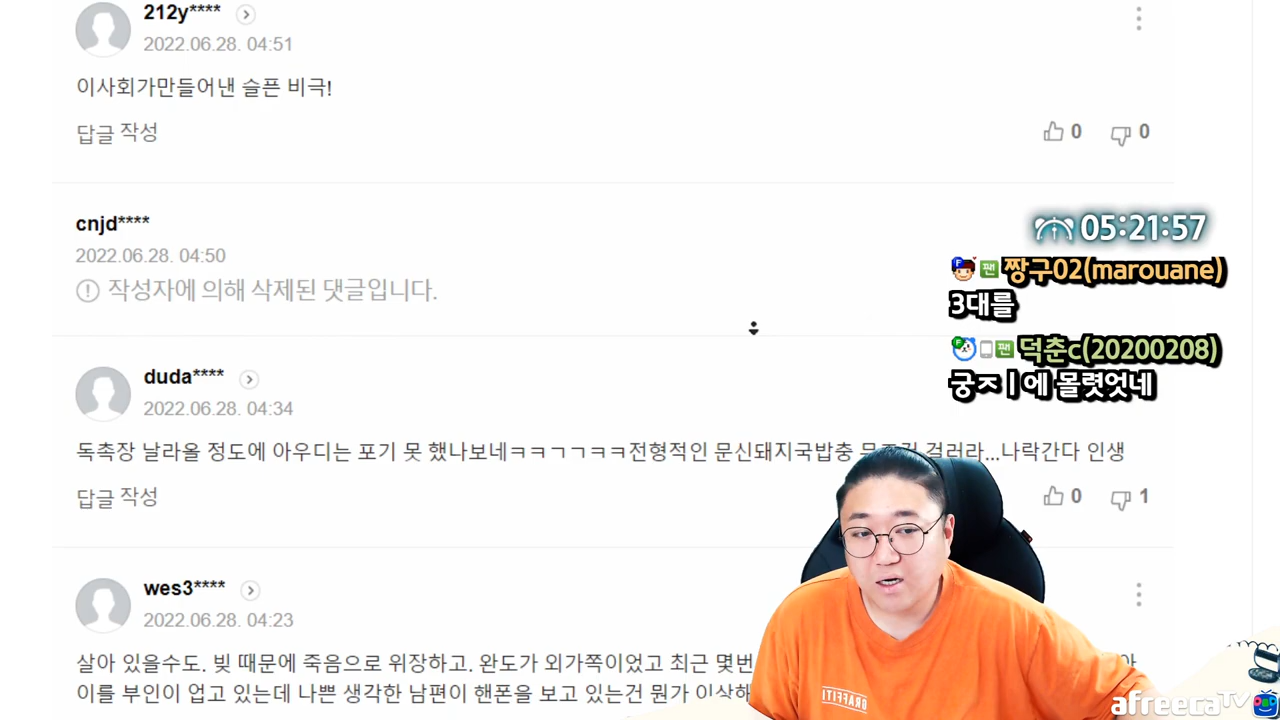 212y****
2022.06.28. 04:51
이사회가만들어낸 슬픈 비극!
답글 작성
0
0
cnjd****
2022.06.28. 04:50
작성자에 의해 삭제된 댓글입니다.
05:21:57
짱구02(marouane)
3대를
덕춘c(20200208)
궁ㅈㅣ에 몰렷엇네
duda****
2022.06.28. 04:34
독촉장 날라올 정도에 아우디는 포기 못 했나보네ㅋㅋㄱㄱㅋㅋ전형적인 문신돼지국밥충 걸러라...나락간다 인생
답글 작성
0
1
wes3****
2022.06.28. 04:23
살아 있을수도. 빚 때문에 죽음으로 위장하고. 완도가 외가쪽이었고 최근 몇번
이를 부인이 업고 있는데 나쁜 생각한 남편이 핸폰을 보고 있는건 뭔가
GRAFFITI
afreecaTV